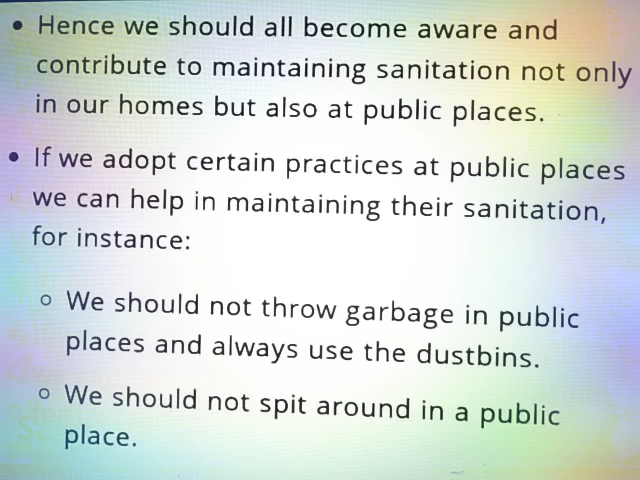 • Hence we should all become aware and
contribute to maintaining sanitation not only
in our homes but also at public places.
• If we adopt certain practices at public places
we can help in maintaining their sanitation,
for instance:
○ We should not throw garbage in public
places and always use the dustbins.
○ We should not spit around in a public
place.